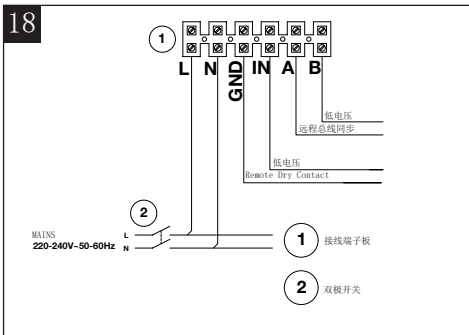 18
1
L N GND IN A B
低电压
远程总线同步
低电压
Remote Dry Contact
2
MAINS
220-240V~50-60Hz
L
N
1 接线端子板
2 双极开关